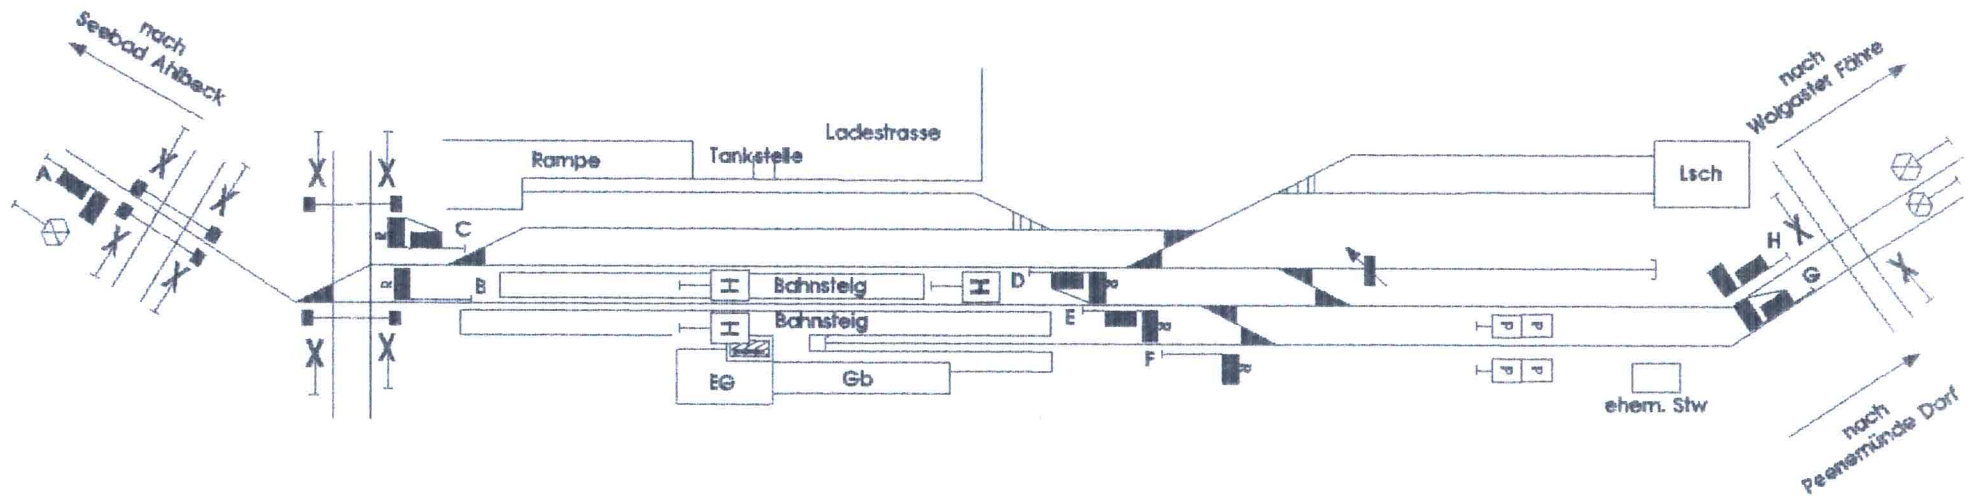 nach
Seebad Ahlbeck
nach
Wolgaster Fähre
Ladestrasse
Rampe
Tankstelle
Lsch
A
C
R
H
B
R
H
Bahnsteig
H
D
R
G
H
Bahnsteig
E
R
P P
F
R
P P
EG
Gb
ehem. Stw
nach
Peenemünde Dorf